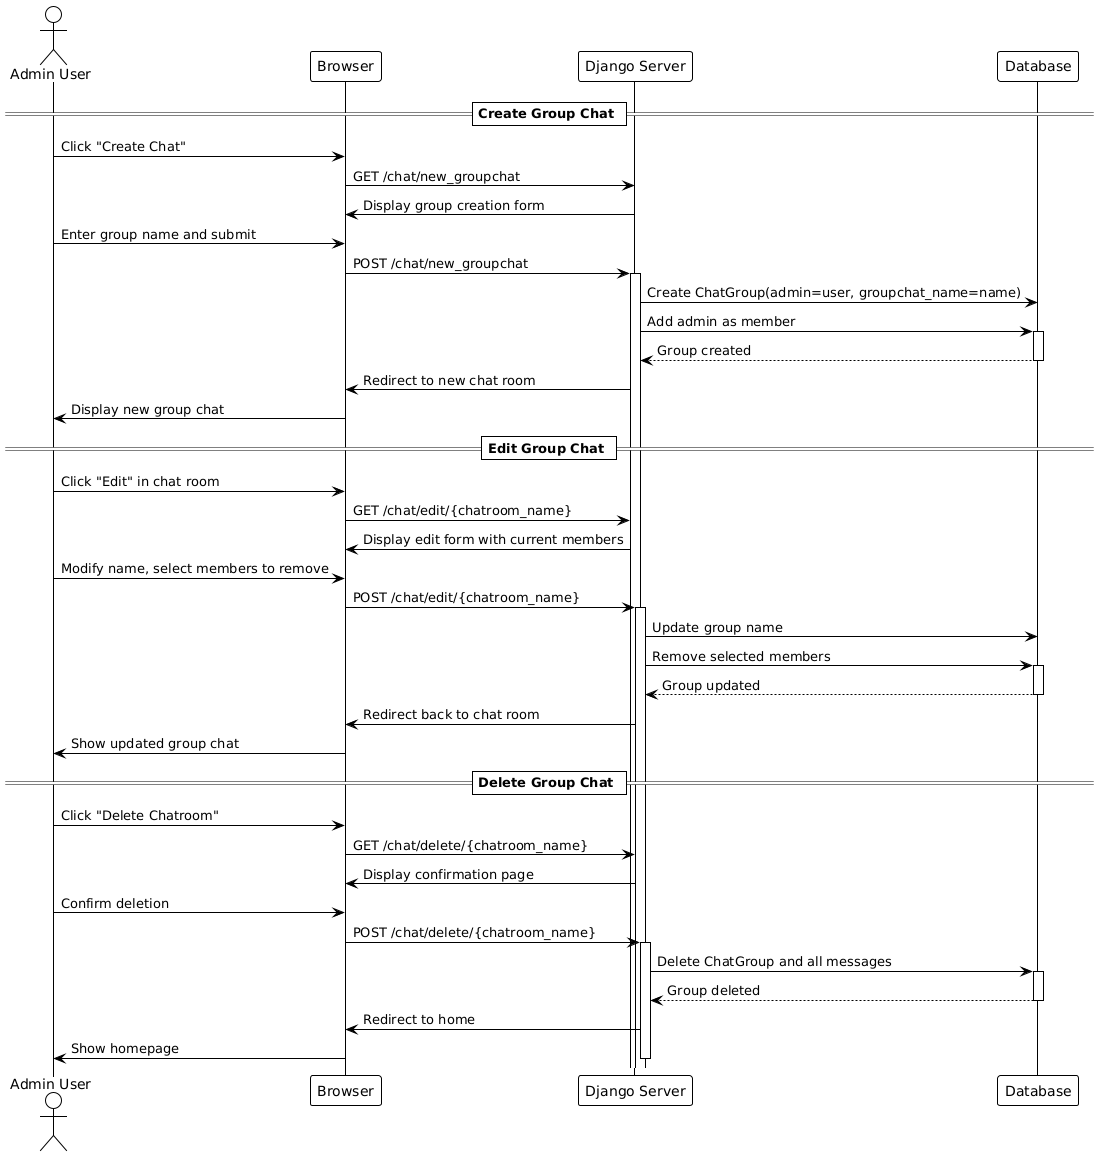 Admin User
Browser
Django Server
Database
Create Group Chat
Click "Create Chat"
GET /chat/new_groupchat
Display group creation form
Enter group name and submit
POST /chat/new_groupchat
Create ChatGroup(admin=user, groupchat_name=name)
Add admin as member
Group created
Redirect to new chat room
Display new group chat
Edit Group Chat
Click "Edit" in chat room
GET /chat/edit/{chatroom_name}
Display edit form with current members
Modify name, select members to remove
POST /chat/edit/{chatroom_name}
Update group name
Remove selected members
Group updated
Redirect back to chat room
Show updated group chat
Delete Group Chat
Click "Delete Chatroom"
GET /chat/delete/{chatroom_name}
Display confirmation page
Confirm deletion
POST /chat/delete/{chatroom_name}
Delete ChatGroup and all messages
Group deleted
Redirect to home
Show homepage
Admin User
Browser
Django Server
Database